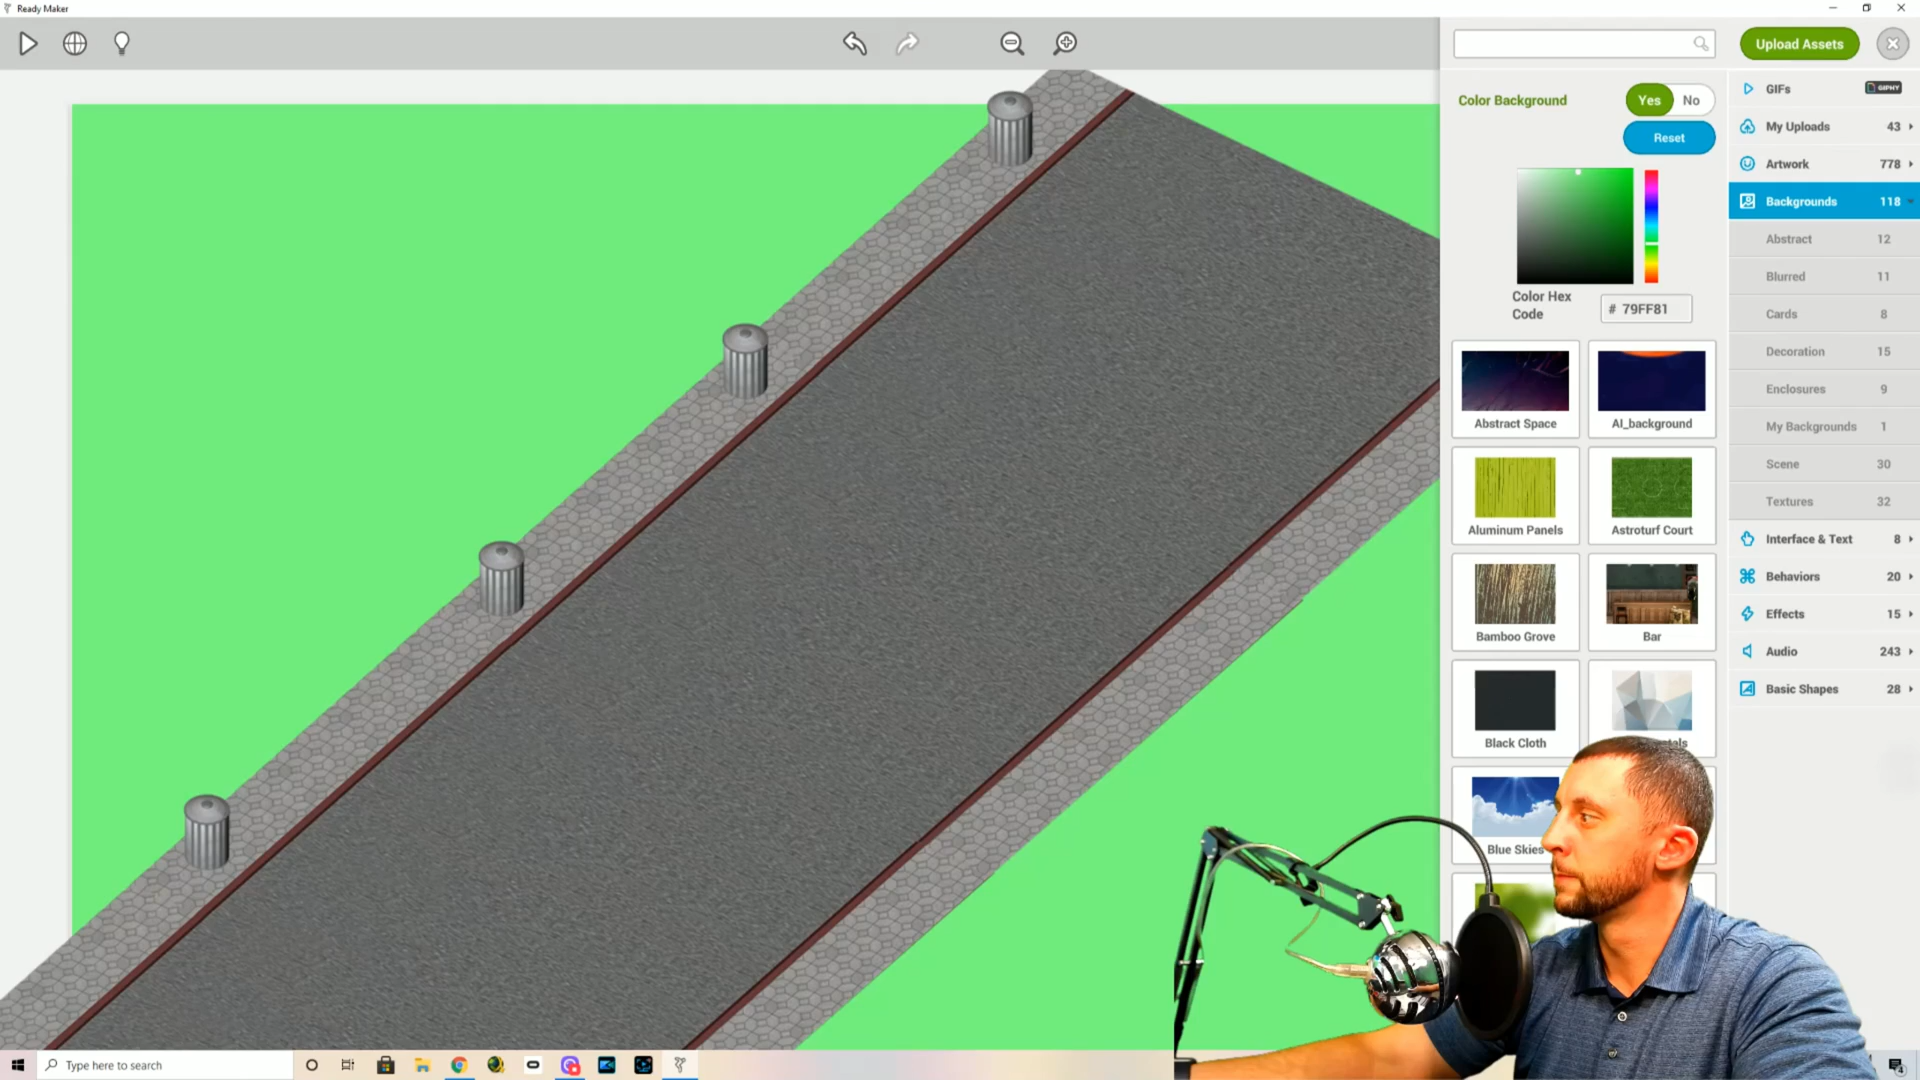 Ready Maker
Upload Assets
Color Background
Yes No
Reset
Color Hex
Code
# 79FF81
Abstract Space
AI_background
Aluminum Panels
Astroturf Court
Bamboo Grove
Bar
Black Cloth
Blue Skies
GIFs
GIPHY
My Uploads 43
Artwork 778
Backgrounds 118
Abstract 12
Blurred 11
Cards 8
Decoration 15
Enclosures 9
My Backgrounds 1
Scene 30
Textures 32
Interface & Text 8
Behaviors 20
Effects 15
Audio 243
Basic Shapes 28
Type here to search
4